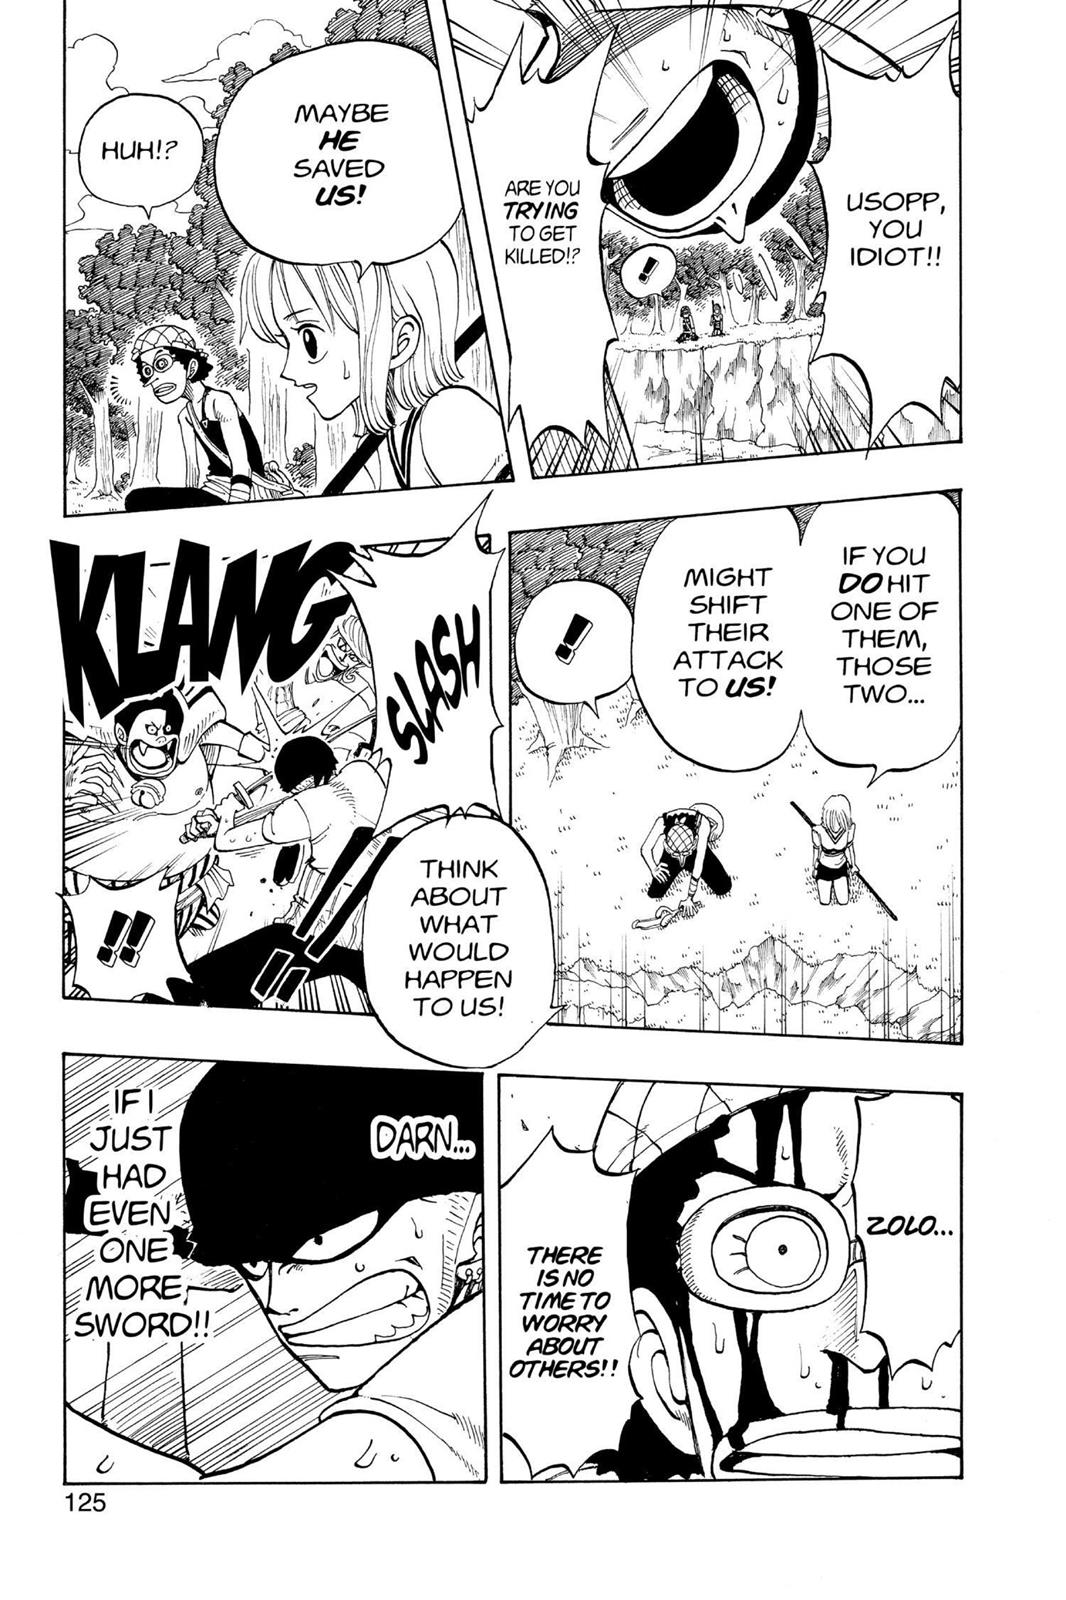 USOPP,
YOU
IDIOT!!
ARE YOU
TRYING
TO GET
KILLED!?
!!
MAYBE
HE
SAVED
US!
HUH!?
IF YOU
DO HIT
ONE OF
THEM,
THOSE
TWO...
MIGHT
SHIFT
THEIR
ATTACK
TO US!
!!
SLASH
KLANG
THINK
ABOUT
WHAT
WOULD
HAPPEN
TO US!
!!
!!
ZOLO...
THERE
IS NO
TIME TO
WORRY
ABOUT
OTHERS!!
DARN...
IF I
JUST
HAD
EVEN
ONE
MORE
SWORD!!
125